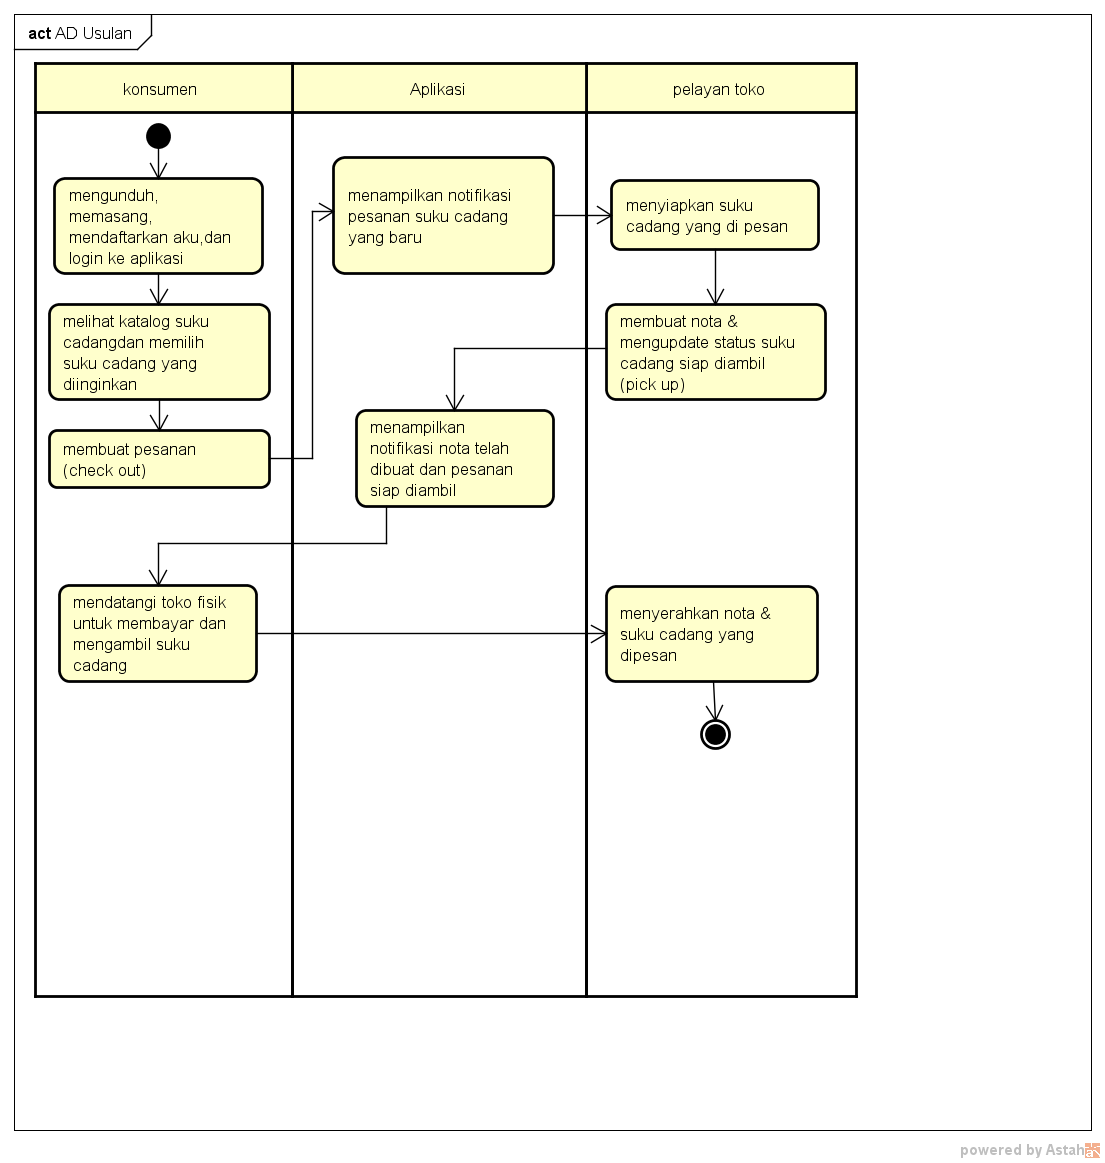 act AD Usulan
konsumen
Aplikasi
pelayan toko
mengunduh,
memasang,
mendaftarkan aku,dan
login ke aplikasi
melihat katalog suku
cadangdan memilih
suku cadang yang
diinginkan
membuat pesanan
(check out)
menampilkan notifikasi
pesanan suku cadang
yang baru
menyiapkan suku
cadang yang di pesan
membuat nota &
mengupdate status suku
cadang siap diambil
(pick up)
menampilkan
notifikasi nota telah
dibuat dan pesanan
siap diambil
mendatangi toko fisik
untuk membayar dan
mengambil suku
cadang
menyerahkan nota &
suku cadang yang
dipesan
powered by Astah